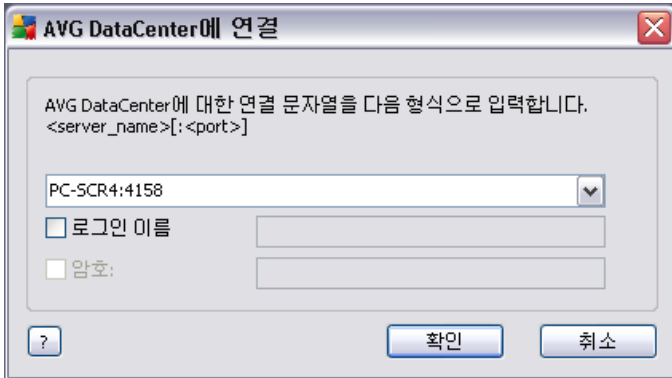 AVG DataCenter에 연결
AVG DataCenter에 대한 연결 문자열을 다음 형식으로 입력합니다.
<server_name>[:<port>]
PC-SCR4:4158
로그인 이름
암호:
?
확인
취소